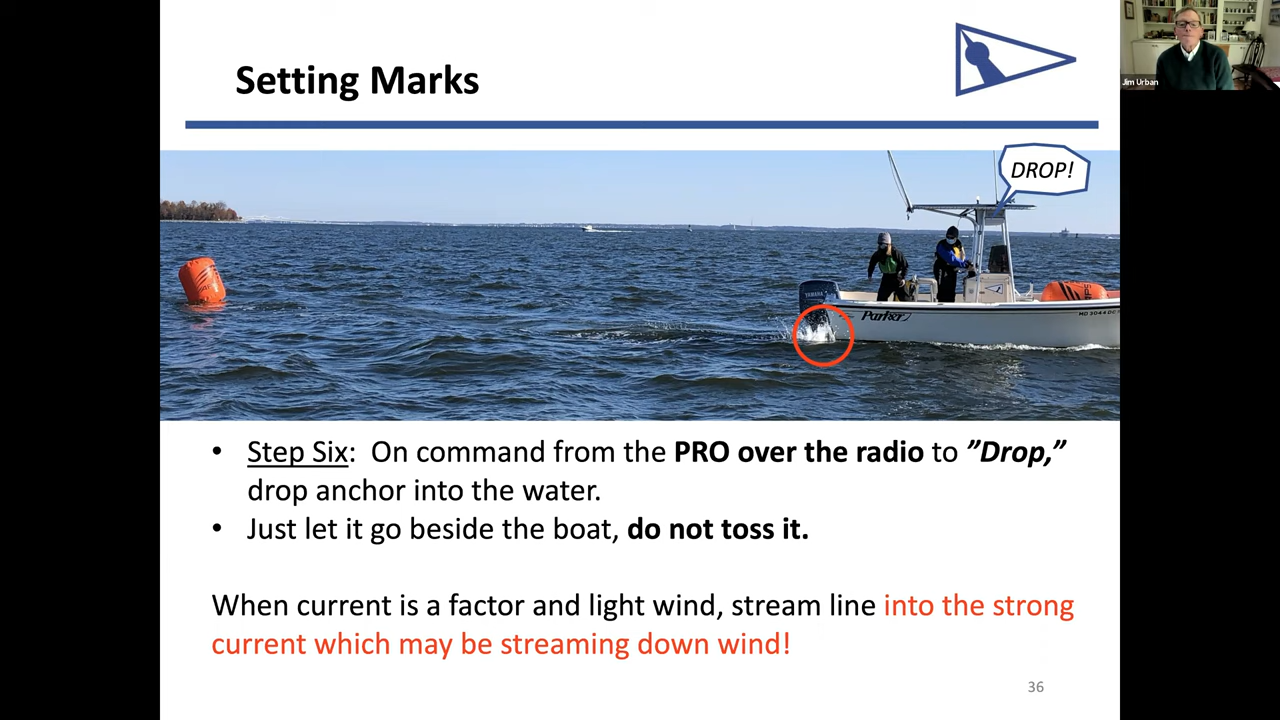 Setting Marks
Jim Urban
DROP!
YAMAHA
Parker
• Step Six: On command from the PRO over the radio to ”Drop,”
drop anchor into the water.
• Just let it go beside the boat, do not toss it.
When current is a factor and light wind, stream line into the strong
current which may be streaming down wind!
36